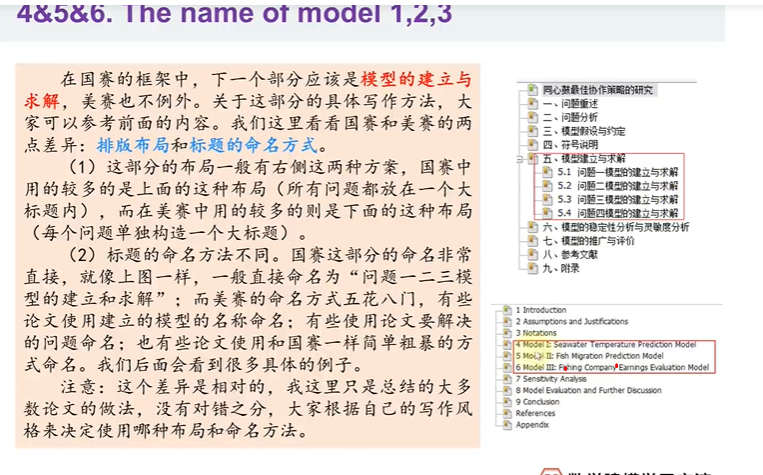 4&5&6. The name of model 1,2,3
在国赛的框架中，下一个部分应该是模型的建立与
求解，美赛也不例外。关于这部分的具体写作方法，大
家可以参考前面的内容。我们这里看看国赛和美赛的两
点差异：排版布局和标题的命名方式。
（1）这部分的布局一般有右侧这两种方案，国赛中
用的较多的是上面的这种布局（所有问题都放在一个大
标题内），而在美赛中用的较多的则是下面的这种布局
（每个问题单独构造一个大标题）。
（2）标题的命名方法不同。国赛这部分的命名非常
直接，就像上图一样，一般直接命名为“问题一二三模
型的建立和求解”；而美赛的命名方式五花八门，有些
论文使用建立的模型的名称命名；有些使用论文要解决
的问题命名；也有些论文使用和国赛一样简单粗暴的方
式命名。我们后面会看到很多具体的例子。
注意：这个差异是相对的，我这里只是总结的大多
数论文的做法，没有对错之分，大家根据自己的写作风
格来决定使用哪种布局和命名方法。
同心鼓最佳协作策略的研究
一、问题重述
二、问题分析
三、模型假设与约定
四、符号说明
五、模型建立与求解
5.1 问题一模型的建立与求解
5.2 问题二模型的建立与求解
5.3 问题三模型的建立与求解
5.4 问题四模型的建立与求解
六、模型的稳定性分析与灵敏度分析
七、模型的推广与评价
八、参考文献
九、附录
1 Introduction
2 Assumptions and Justifications
3 Notations
4 Model I: Seawater Temperature Prediction Model
5 Model II: Fish Migration Prediction Model
6 Model III: Fishing Company Earnings Evaluation Model
7 Sensitivity Analysis
8 Model Evaluation and Further Discussion
9 Conclusion
References
Appendix